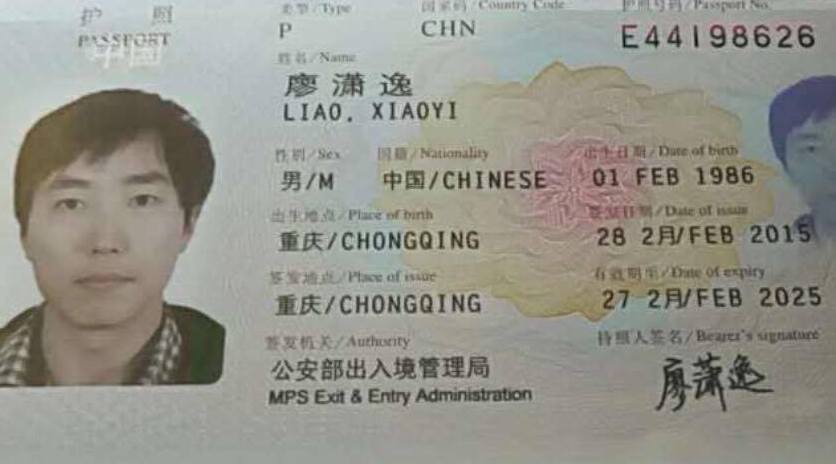 护 照
PASSPORT
类型/Type
P
国家码/Country Code
CHN
护照号码/Passport No.
E44198626
姓名/Name
廖潇逸
LIAO, XIAOYI
性别/Sex
男/M
国籍/Nationality
中国/CHINESE
出生日期/Date of birth
01 FEB 1986
出生地点/Place of birth
重庆/CHONGQING
签发日期/Date of issue
28 2月/FEB 2015
签发地点/Place of issue
重庆/CHONGQING
有效期至/Date of expiry
27 2月/FEB 2025
签发机关/Authority
公安部出入境管理局
MPS Exit & Entry Administration
持照人签名/Bearer's signature
廖潇逸